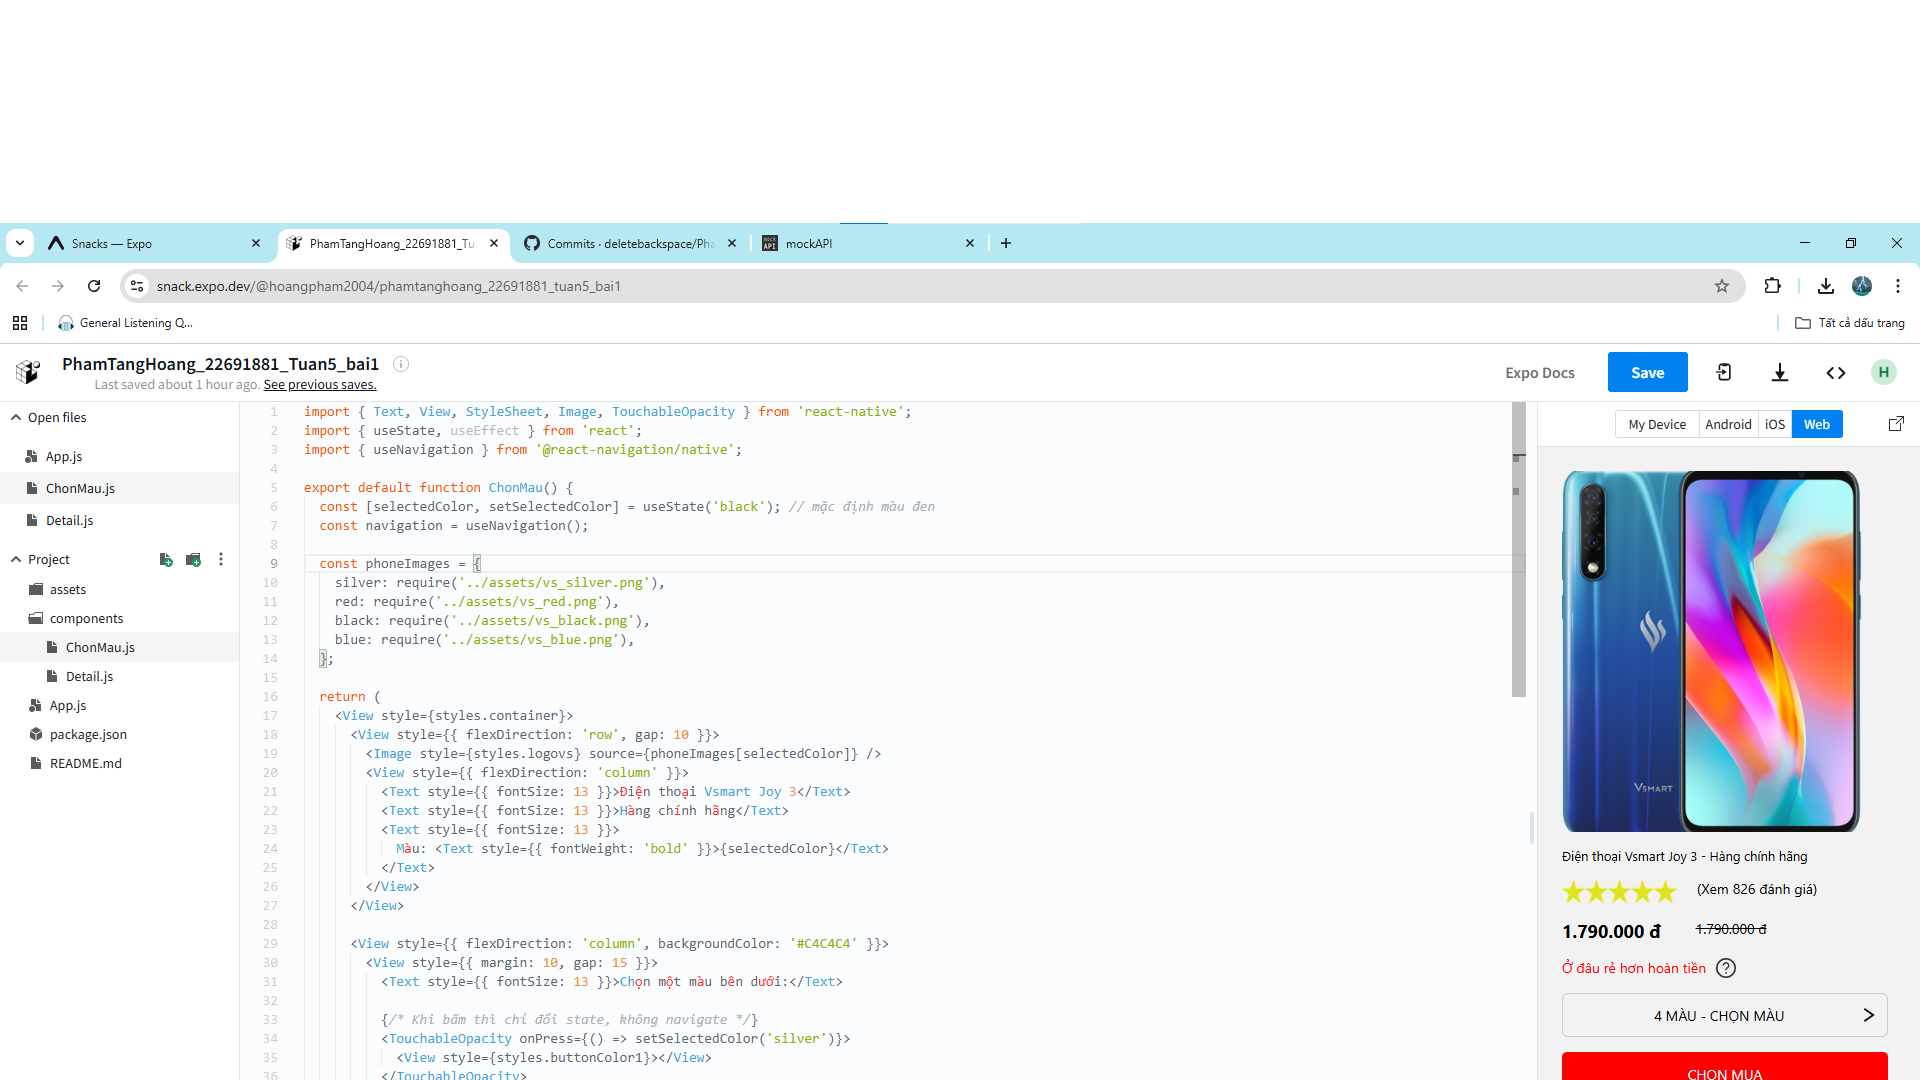 Snacks — Expo
PhamTangHoang_22691881_Tu
Commits · deletebackspace/Pha
mockAPI
snack.expo.dev/@hoangpham2004/phamtanghoang_22691881_tuan5_bai1
General Listening Q...
Tất cả dấu trang
PhamTangHoang_22691881_Tuan5_bai1
Last saved about 1 hour ago. See previous saves.
Expo Docs
Save
H
Open files
App.js
ChonMau.js
Detail.js
Project
assets
components
ChonMau.js
Detail.js
App.js
package.json
README.md
1 import { Text, View, StyleSheet, Image, TouchableOpacity } from 'react-native';
2 import { useState, useEffect } from 'react';
3 import { useNavigation } from '@react-navigation/native';
4
5 export default function ChonMau() {
6 const [selectedColor, setSelectedColor] = useState('black'); // mặc định màu đen
7 const navigation = useNavigation();
8
9 const phoneImages = {
10 silver: require('../assets/vs_silver.png'),
11 red: require('../assets/vs_red.png'),
12 black: require('../assets/vs_black.png'),
13 blue: require('../assets/vs_blue.png'),
14 };
15
16 return (
17 <View style={styles.container}>
18 <View style={{ flexDirection: 'row', gap: 10 }}>
19 <Image style={styles.logovs} source={phoneImages[selectedColor]} />
20 <View style={{ flexDirection: 'column' }}>
21 <Text style={{ fontSize: 13 }}>Điện thoại Vsmart Joy 3</Text>
22 <Text style={{ fontSize: 13 }}>Hàng chính hãng</Text>
23 <Text style={{ fontSize: 13 }}>
24 Màu: <Text style={{ fontWeight: 'bold' }}>{selectedColor}</Text>
25 </Text>
26 </View>
27 </View>
28
29 <View style={{ flexDirection: 'column', backgroundColor: '#C4C4C4' }}>
30 <View style={{ margin: 10, gap: 15 }}>
31 <Text style={{ fontSize: 13 }}>Chọn một màu bên dưới:</Text>
32
33 {/* Khi bấm thì chỉ đổi state, không navigate */}
34 <TouchableOpacity onPress={() => setSelectedColor('silver')}>
35 <View style={styles.buttonColor1}></View>
36 </TouchableOpacity>
My Device
Android
iOS
Web
VSMART
Điện thoại Vsmart Joy 3 - Hàng chính hãng
(Xem 826 đánh giá)
1.790.000 đ
1.790.000 đ
Ở đâu rẻ hơn hoàn tiền
4 MÀU - CHỌN MÀU
CHỌN MUA